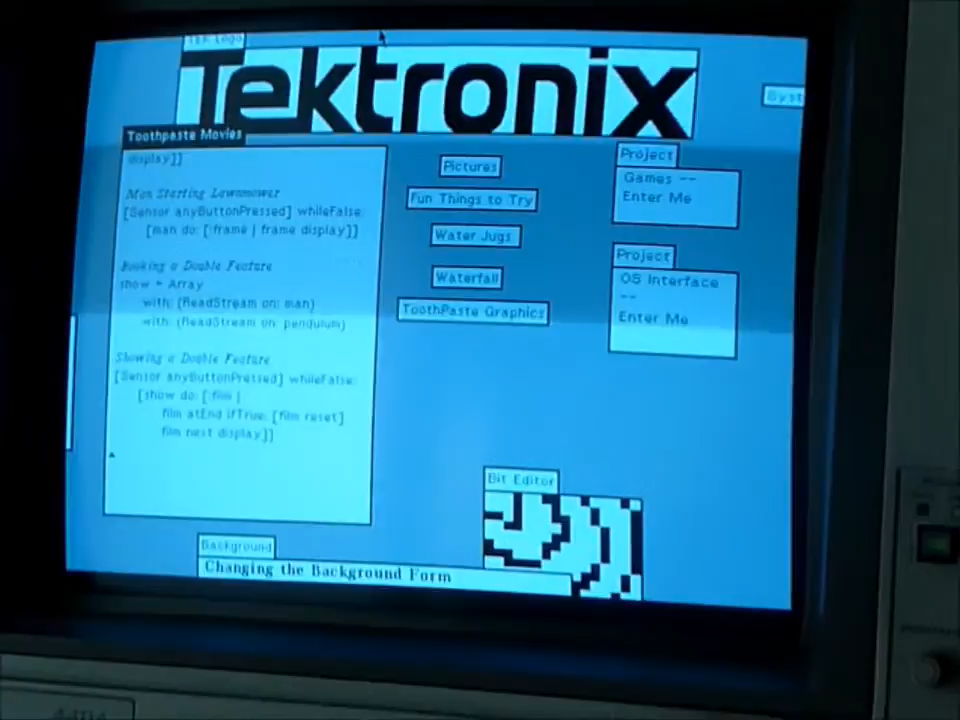 Tek Logo
Tektronix
Syst
Toothpaste Movies
display]]
Man Starting Lawnmower
[Sensor anyButtonPressed] whileFalse:
[man do: [:frame | frame display]]
Booking a Double Feature
show ← Array
with: (ReadStream on: man)
with: (ReadStream on: pendulum)
Showing a Double Feature
[Sensor anyButtonPressed] whileFalse:
[show do: [:film |
film atEnd ifTrue: [film reset]
film next display]]
Pictures
Fun Things to Try
Water Jugs
Waterfall
ToothPaste Graphics
Project
Games --
Enter Me
Project
OS Interface
--
Enter Me
Bit Editor
Background
Changing the Background Form